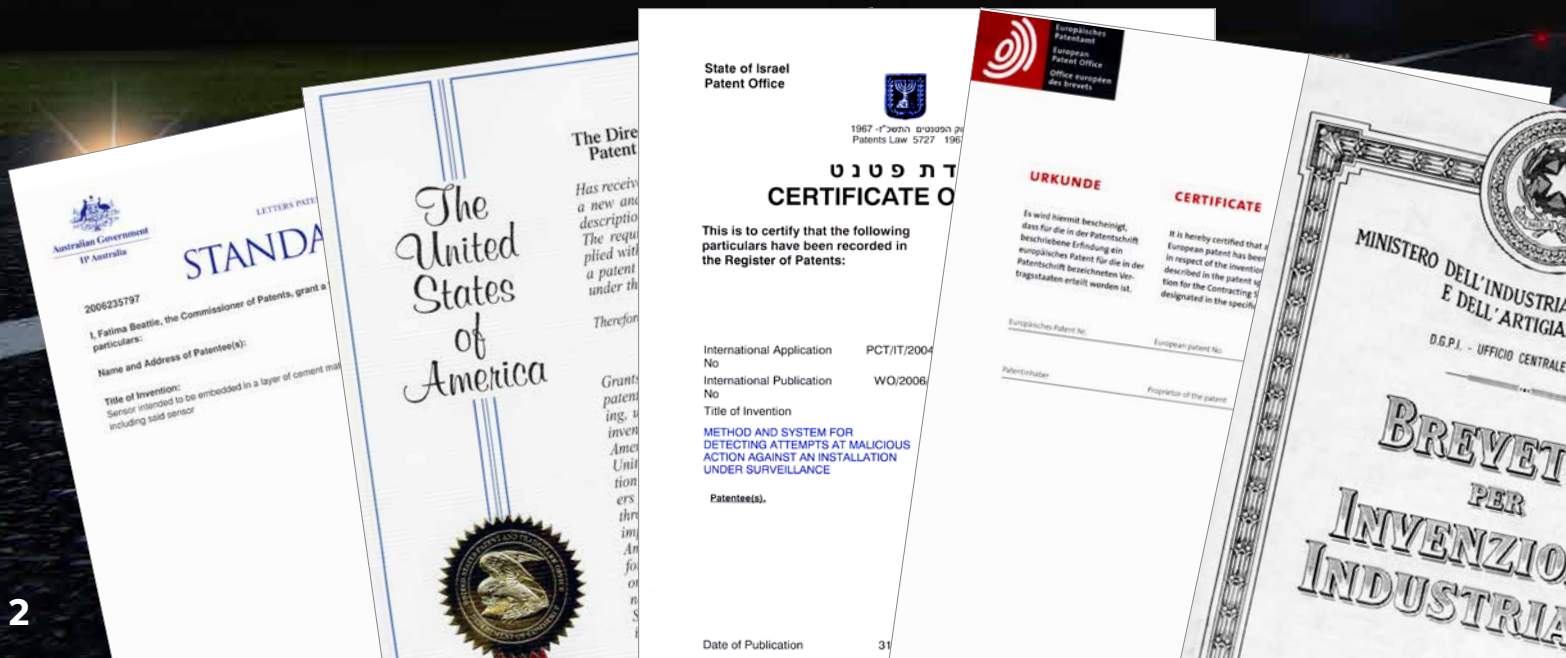 Australian Government
IP Australia
LETTERS PATE
STANDA
2006235797
I, Fatima Beattie, the Commissioner of Patents, grant a
particulars:
Name and Address of Patentee(s):
Title of Invention:
Sensor intended to be embedded in a layer of cement mat
including said sensor
The
United
States
of
America
The Dire
Patent
Has receiv
a new and
descriptio
The requ
plied with
a patent
under th
Therefor
Grants
paten
ing, u
inven
Amer
Unit
tion
ers
thr
im
An
fo
or
n
S
State of Israel
Patent Office
וק הפטנטים התשכ"ז- 1967
Patents Law 5727 196
דת פטנט
CERTIFICATE O
This is to certify that the following
particulars have been recorded in
the Register of Patents:
International Application PCT/IT/2004
No
International Publication WO/2006/
No
Title of Invention
METHOD AND SYSTEM FOR
DETECTING ATTEMPTS AT MALICIOUS
ACTION AGAINST AN INSTALLATION
UNDER SURVEILLANCE
Patentee(s).
Date of Publication 31
Europäisches
Patentamt
European
Patent Office
Office européen
des brevets
URKUNDE
Es wird hiermit bescheinigt,
dass für die in der Patentschrift
beschriebene Erfindung ein
europäisches Patent für die in der
Patentschrift bezeichneten Ver-
tragsstaaten erteilt worden ist.
CERTIFICATE
It is hereby certified that a
European patent has been
in respect of the invention
described in the patent sp
tion for the Contracting S
designated in the specific
Europäisches Patent Nr.
European patent No
Patentinhaber
Proprietor of the patent
MINISTERO DELL'INDUSTRIA
E DELL'ARTIGIA
D.G.P.I. - UFFICIO CENTRALE
BREVET
PER
INVENZIO
INDUSTRIA
2